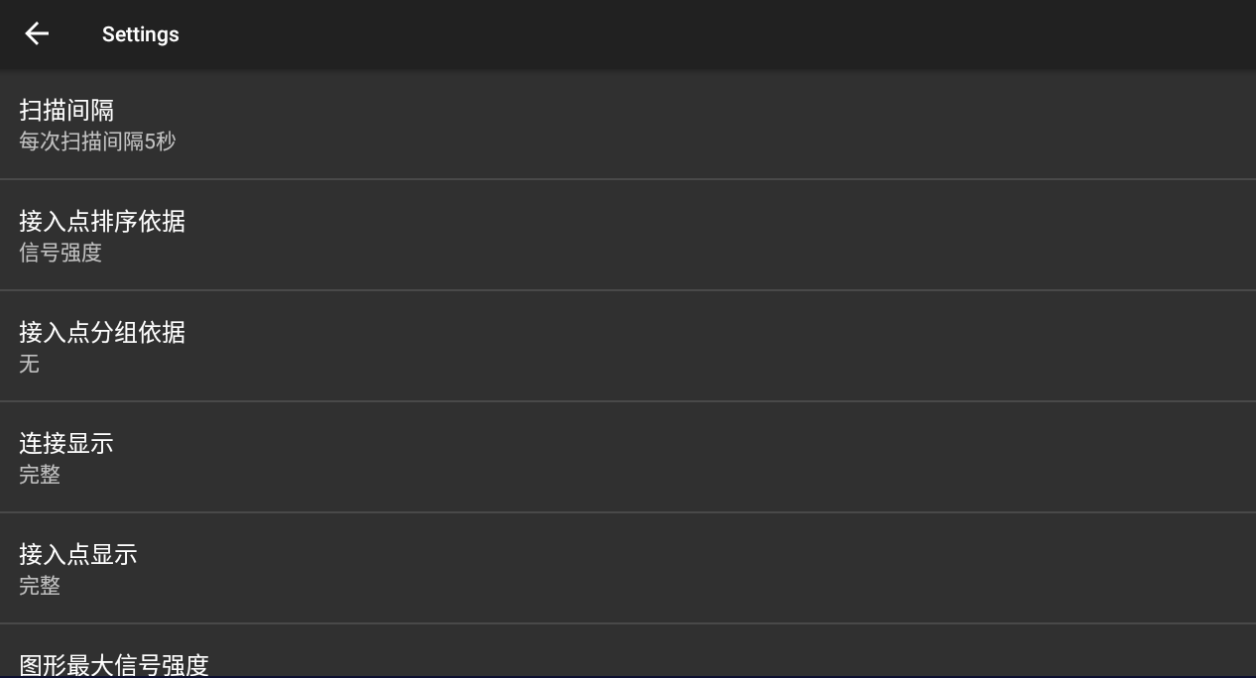 Settings
扫描间隔
每次扫描间隔5秒
接入点排序依据
信号强度
接入点分组依据
无
连接显示
完整
接入点显示
完整
图形最大信号强度